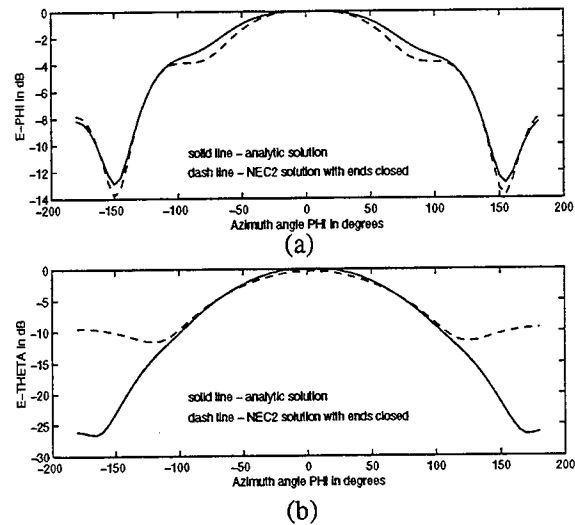 0
−2
−4
−6
−8
−10
−12
−14
E−PHI in dB
solid line − analytic solution
dash line − NEC2 solution with ends closed
−200 −150 −100 −50 0 50 100 150 200
Azimuth angle PHI in degrees
(a)
0
−5
−10
−15
−20
−25
−30
E−THETA in dB
solid line − analytic solution
dash line − NEC2 solution with ends closed
−200 −150 −100 −50 0 50 100 150 200
Azimuth angle PHI in degrees
(b)